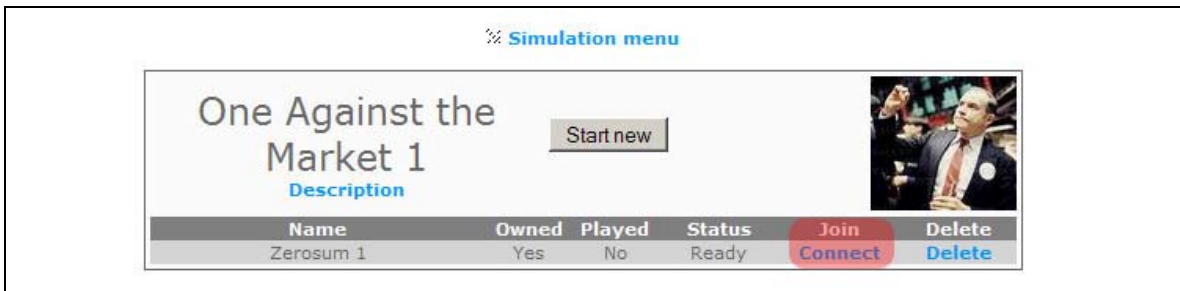 Simulation menu
One Against the
Market 1
Start new
Description
Name Owned Played Status Join Delete
Zerosum 1 Yes No Ready Connect Delete